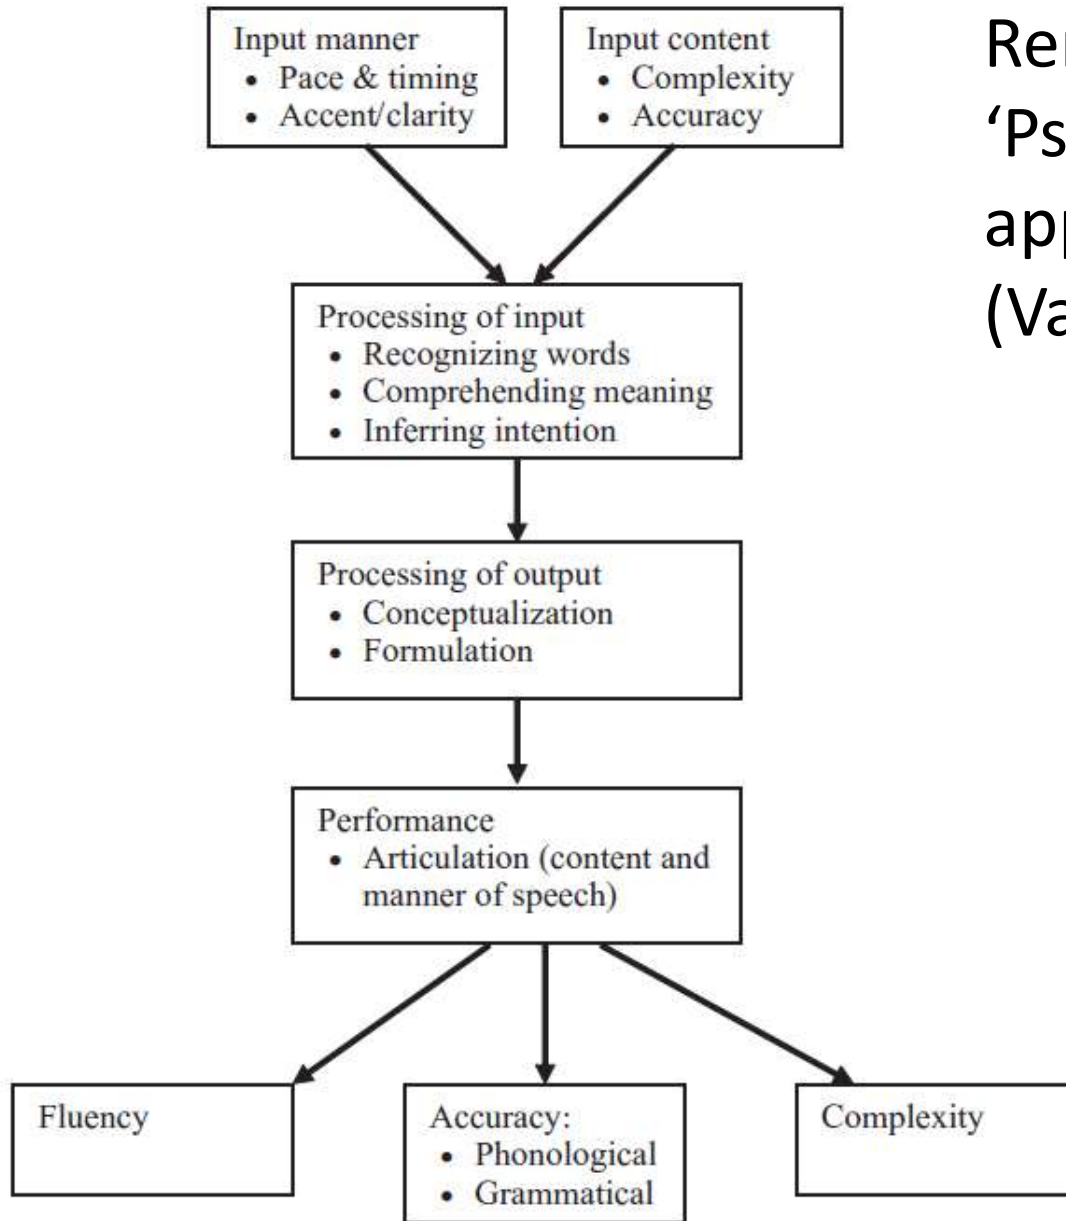 Input manner
• Pace & timing
• Accent/clarity
Input content
• Complexity
• Accuracy
Processing of input
• Recognizing words
• Comprehending meaning
• Inferring intention
Processing of output
• Conceptualization
• Formulation
Performance
• Articulation (content and
manner of speech)
Fluency
Accuracy:
• Phonological
• Grammatical
Complexity